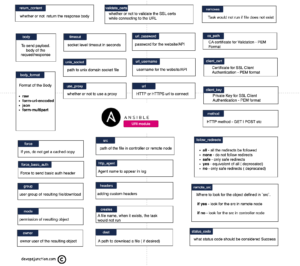 return_content
whether or not return the response body
validate_certs
whether or not to validate the SSL certs
while connecting to the URL
removes
Task would not run if file does not exist
body
To send payload
body of the
request/response
timeout
socket level timeout in seconds
url_password
password for the website/API
ca_path
CA certificate for Validation - PEM
Format
unix_socket
path to unix domain socket file
url_username
username for the website/API
client_cert
Certificate for SSL Client
Authentication - PEM format
body_format
Format of the Body
raw
form-urlencoded
json
form-multipart
use_proxy
whether or not to use a proxy
url
HTTP or HTTPS url to connect
client_key
Private Key for SSL Client
Authentication - PEM format
ANSIBLE
URI module
method
HTTP method - GET / POST etc
force
If yes, do not get a cached copy
src
path of the file in controller or remote node
follow_redirects
all - all the redirects be followed
none - do not follow redirects
safe - only safe redirects
yes - equivalent of all ( deprecated)
no - only safe redirects ( deprecated)
force_basic_auth
Force to send basic auth header
http_agent
Agent name to appear in log
group
user group of resulting file/download
headers
adding custom headers
remote_src
Where to look for the object defined in 'src'.
If yes - look for the src in remote node
If no - look for the src in controller node
mode
permission of resulting object
creates
A file name, when it exists, the task
would not run
owner
owner user of the resulting object
dest
A path to download a file ( if desired)
status_code
what status code should be considered Success
devopsjunction.com